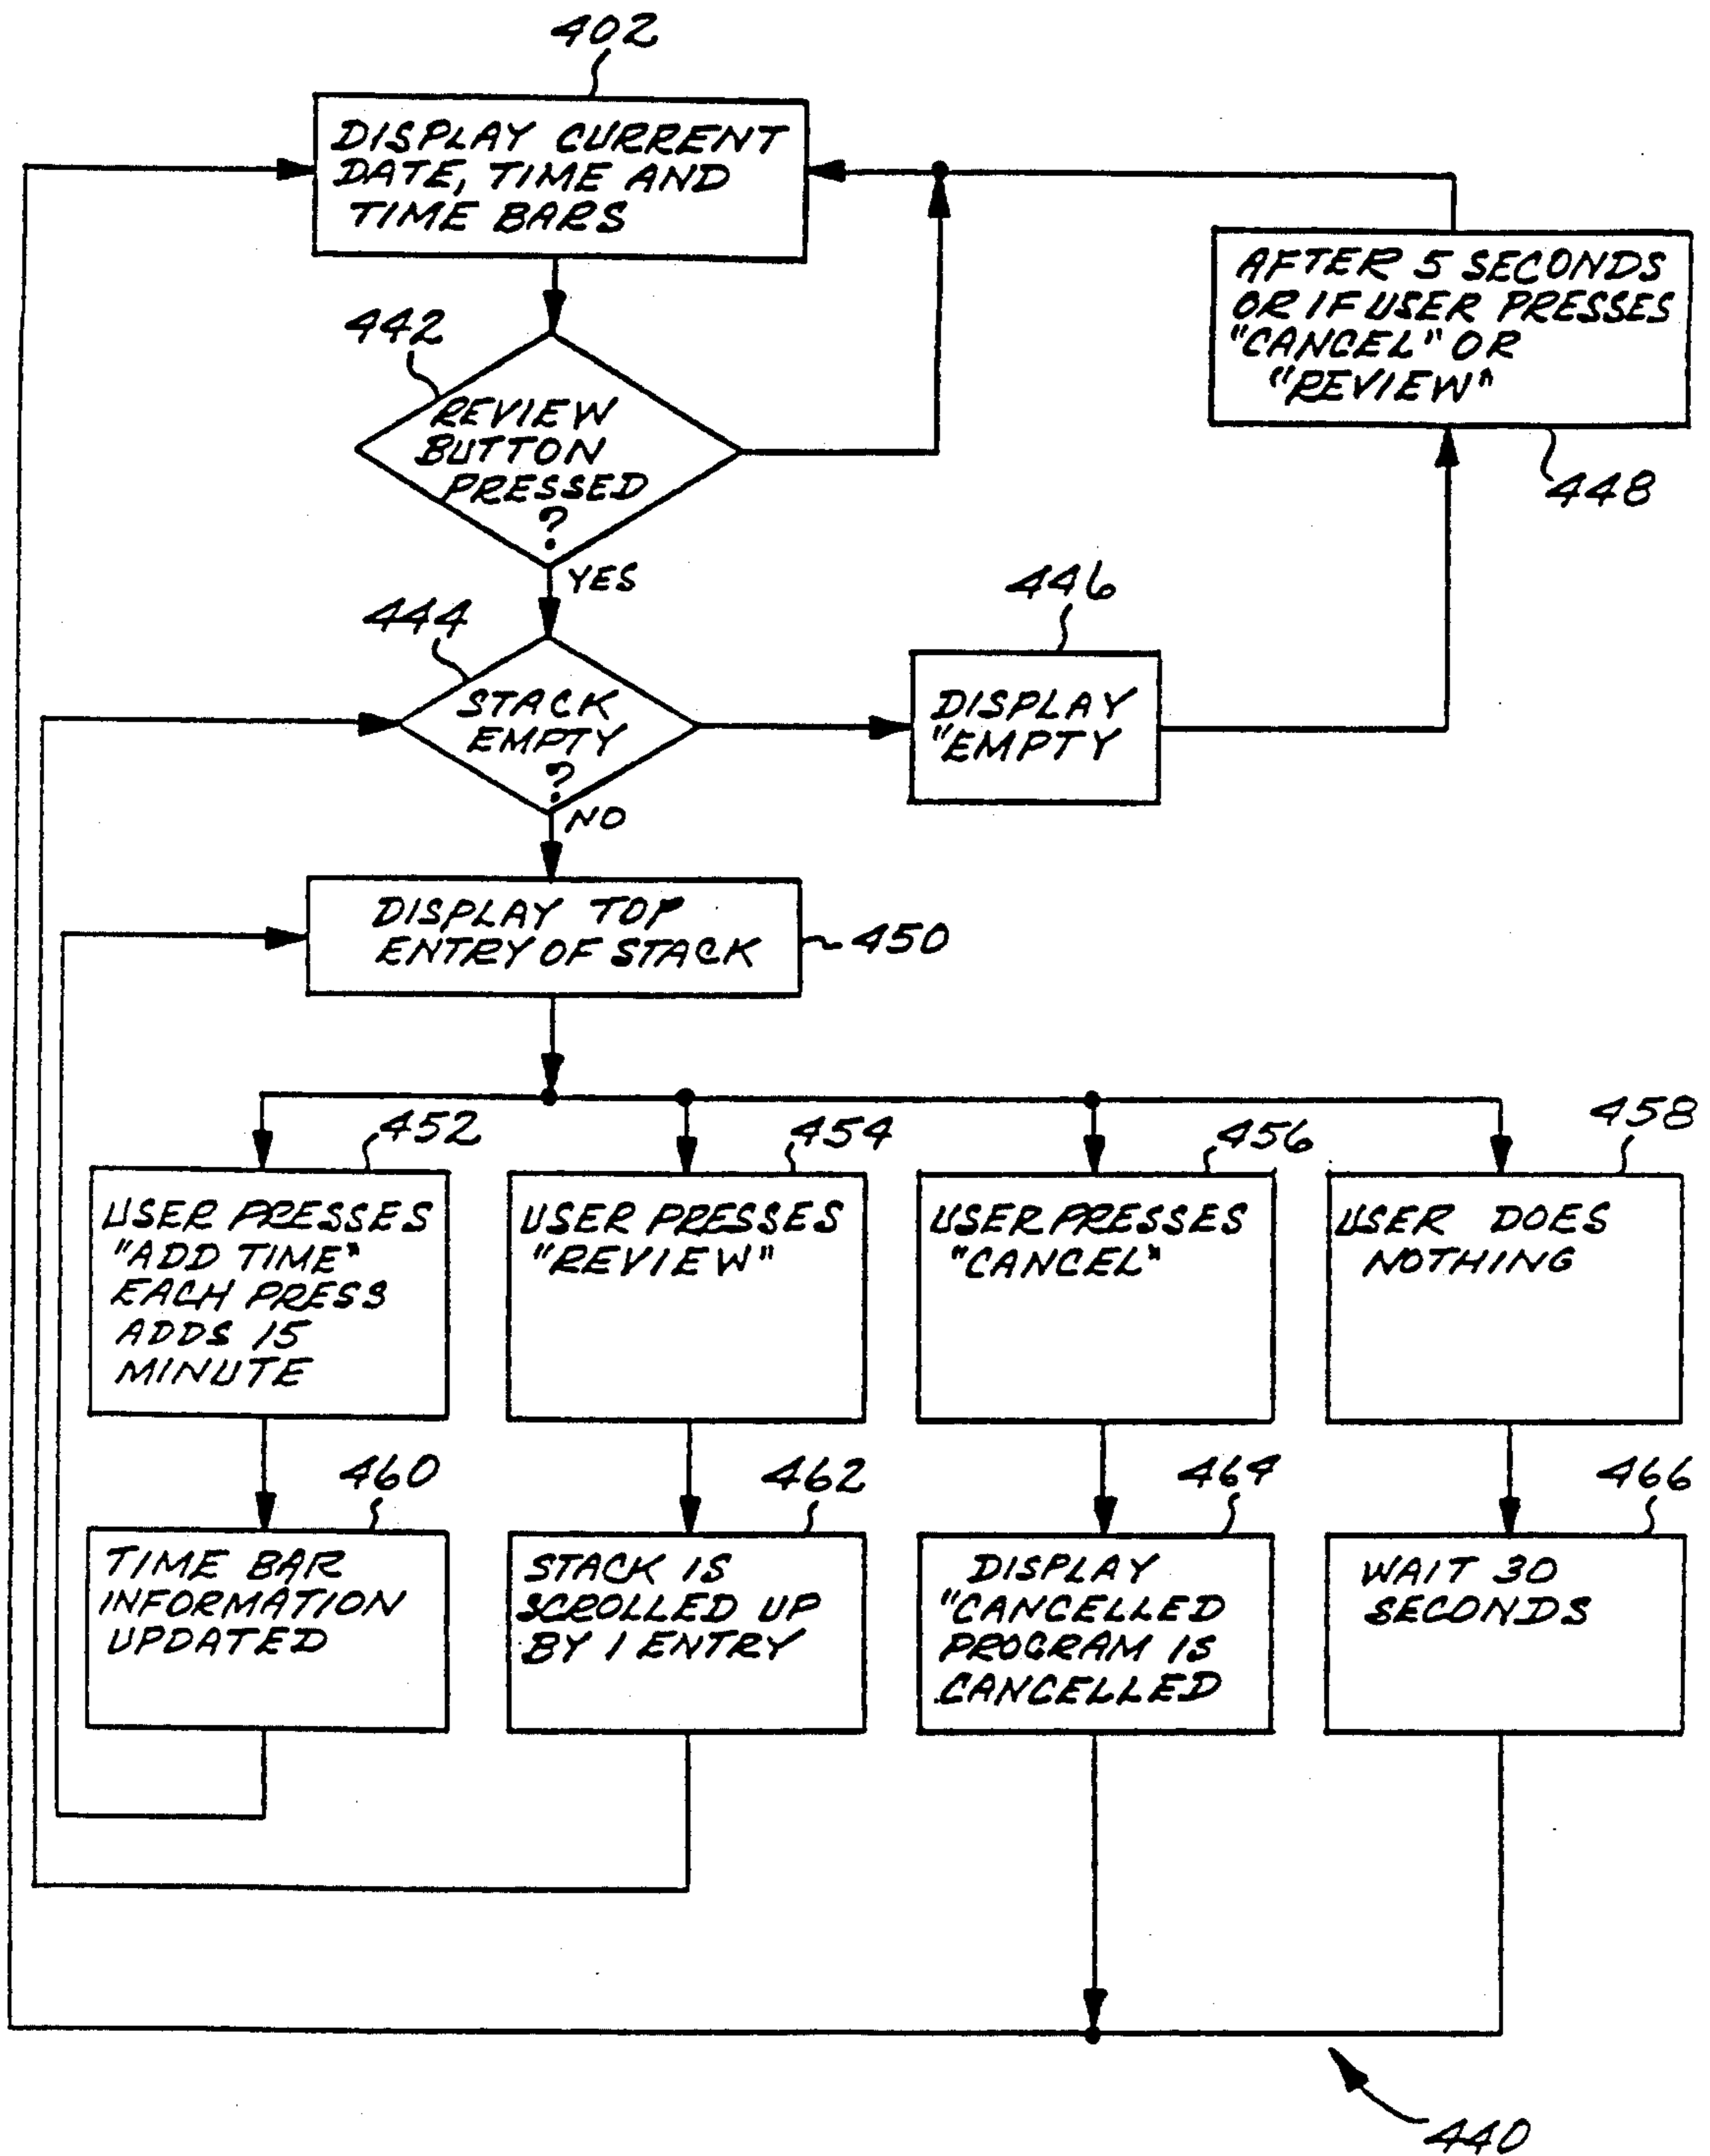 402
DISPLAY CURRENT
DATE, TIME AND
TIME BARS
442
REVIEW
BUTTON
PRESSED
?
YES
AFTER 5 SECONDS
OR IF USER PRESSES
"CANCEL" OR
"REVIEW"
448
444
STACK
EMPTY
?
NO
446
DISPLAY
"EMPTY
DISPLAY TOP
ENTRY OF STACK
450
452
USER PRESSES
"ADD TIME"
EACH PRESS
ADDS 15
MINUTE
454
USER PRESSES
"REVIEW"
456
USER PRESSES
"CANCEL"
458
USER DOES
NOTHING
460
TIME BAR
INFORMATION
UPDATED
462
STACK IS
SCROLLED UP
BY 1 ENTRY
464
DISPLAY
"CANCELLED
PROGRAM IS
CANCELLED
466
WAIT 30
SECONDS
440